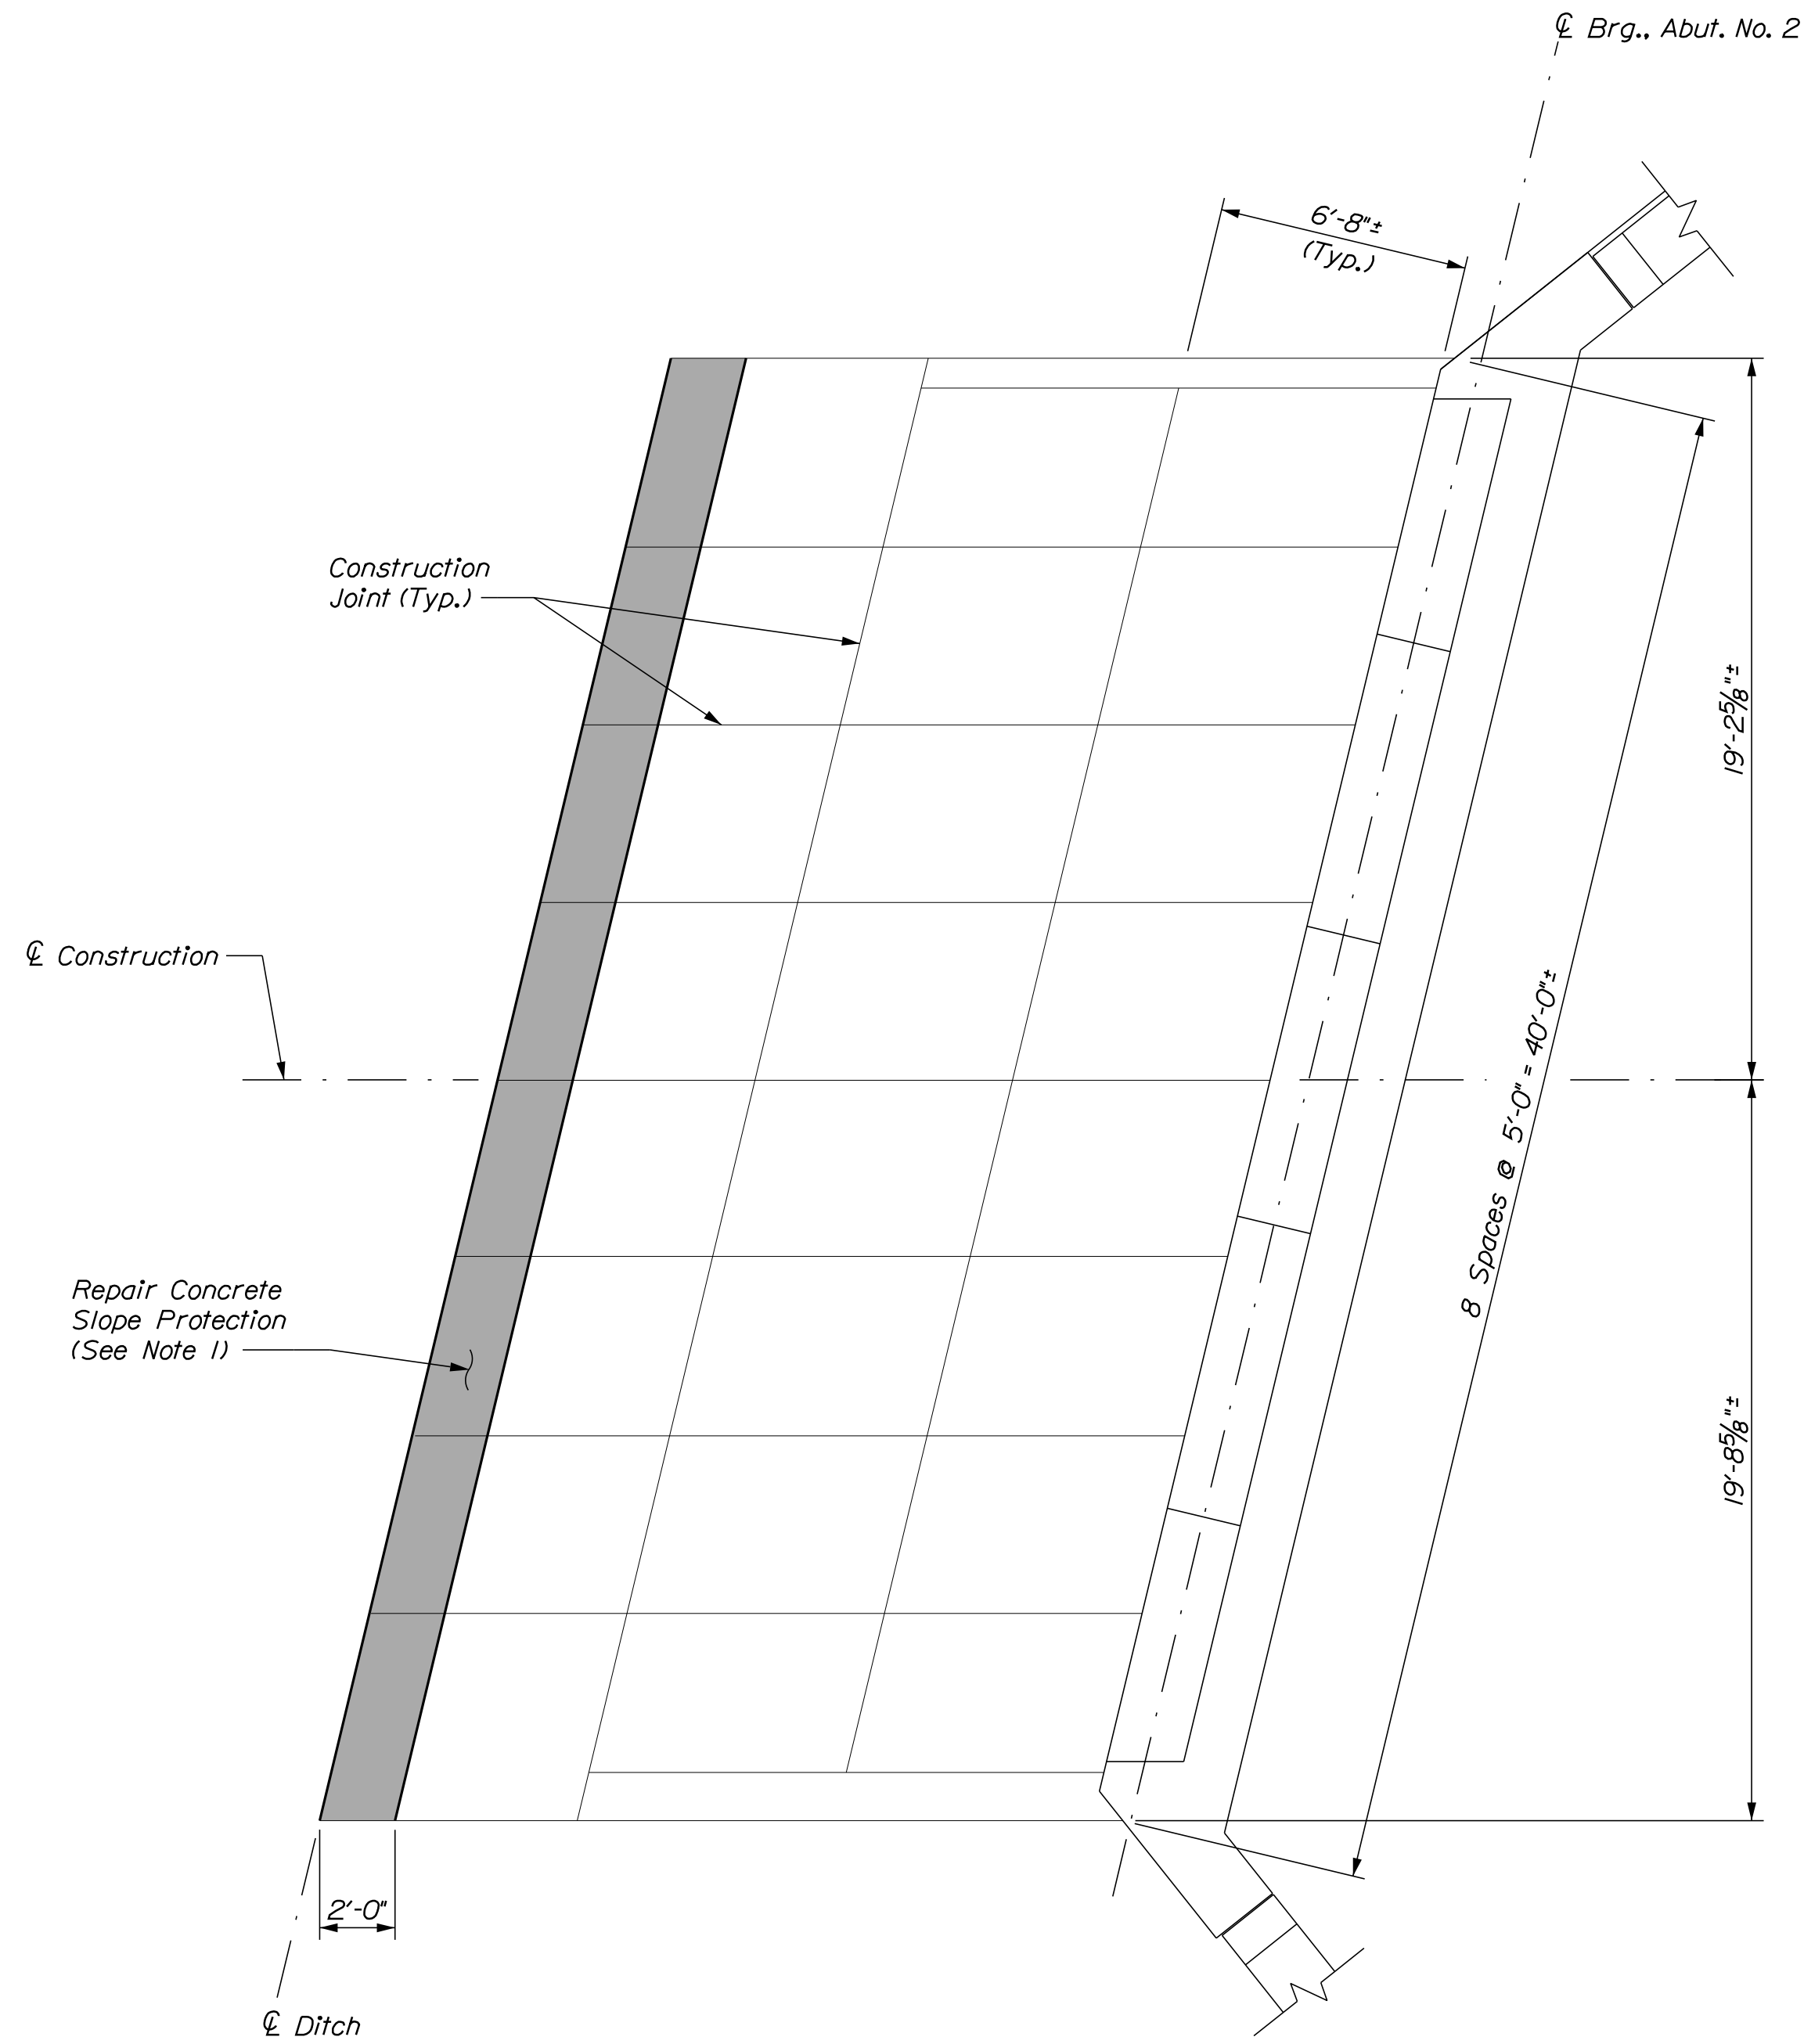 ℄ Brg., Abut. No. 2
6'-8"±
(Typ.)
Construction
Joint (Typ.)
19'-2⅝"±
℄ Construction
8 Spaces @ 5'-0" = 40'-0"±
Repair Concrete
Slope Protection
(See Note 1)
19'-8⅝"±
2'-0"
℄ Ditch